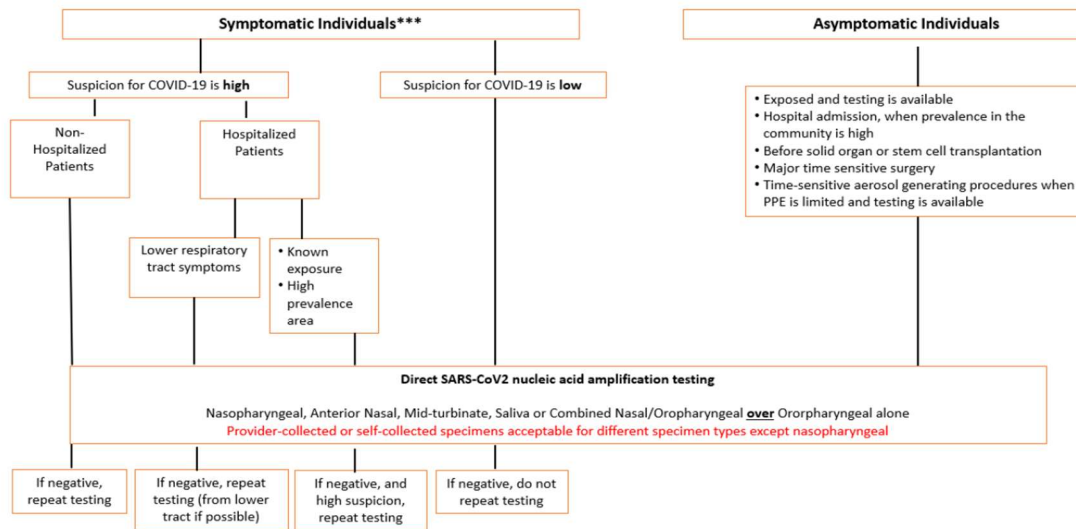 Symptomatic Individuals***
Asymptomatic Individuals
Suspicion for COVID-19 is high
Suspicion for COVID-19 is low
Non-
Hospitalized
Patients
Hospitalized
Patients
• Exposed and testing is available
• Hospital admission, when prevalence in the
community is high
• Before solid organ or stem cell transplantation
• Major time sensitive surgery
• Time-sensitive aerosol generating procedures when
PPE is limited and testing is available
Lower respiratory
tract symptoms
• Known
exposure
• High
prevalence
area
Direct SARS-CoV2 nucleic acid amplification testing
Nasopharyngeal, Anterior Nasal, Mid-turbinate, Saliva or Combined Nasal/Oropharyngeal over Ororpharyngeal alone
Provider-collected or self-collected specimens acceptable for different specimen types except nasopharyngeal
If negative,
repeat testing
If negative, repeat
testing (from lower
tract if possible)
If negative, and
high suspicion,
repeat testing
If negative, do not
repeat testing